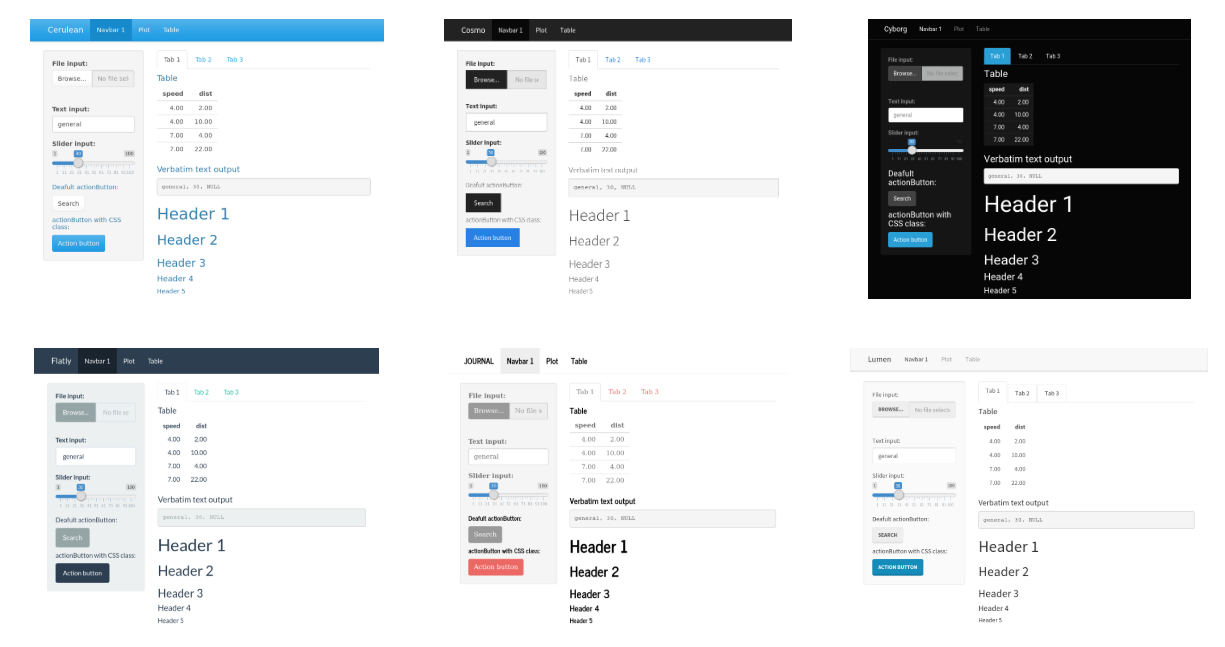 Cerulean Navbar 1 Plot Table
File input:
Browse... No file sel
Text input:
general
Slider input:
1 30 100
Deafult actionButton:
Search
actionButton with CSS
class:
Action button
Tab 1 Tab 2 Tab 3
Table
speed dist
4.00 2.00
4.00 10.00
7.00 4.00
7.00 22.00
Verbatim text output
general, 30, NULL
Header 1
Header 2
Header 3
Header 4
Header 5
Cosmo Navbar 1 Plot Table
File input:
Browse... No file s
Text input:
general
Slider input:
1 30 100
Deafult actionButton:
Search
actionButton with CSS class:
Action button
Tab 1 Tab 2 Tab 3
Table
speed dist
4.00 2.00
4.00 10.00
7.00 4.00
7.00 22.00
Verbatim text output
general, 30, NULL
Header 1
Header 2
Header 3
Header 4
Header 5
Cyborg Navbar 1 Plot Table
File input:
Browse... No file selec
Text input:
general
Slider input:
30
Deafult
actionButton:
Search
actionButton with
CSS class:
Action button
Tab 1 Tab 2 Tab 3
Table
speed dist
4.00 2.00
4.00 10.00
7.00 4.00
7.00 22.00
Verbatim text output
general, 30, NULL
Header 1
Header 2
Header 3
Header 4
Header 5
Flatly Navbar 1 Plot Table
File input:
Browse... No file se
Text input:
general
Slider input:
1 30 100
Deafult actionButton:
Search
actionButton with CSS class:
Action button
Tab 1 Tab 2 Tab 3
Table
speed dist
4.00 2.00
4.00 10.00
7.00 4.00
7.00 22.00
Verbatim text output
general, 30, NULL
Header 1
Header 2
Header 3
Header 4
Header 5
JOURNAL Navbar 1 Plot Table
File input:
Browse... No file s
Text input:
general
Slider input:
1 30 100
Deafult actionButton:
Search
actionButton with CSS class:
Action button
Tab 1 Tab 2 Tab 3
Table
speed dist
4.00 2.00
4.00 10.00
7.00 4.00
7.00 22.00
Verbatim text output
general, 30, NULL
Header 1
Header 2
Header 3
Header 4
Header 5
Lumen Navbar 1 Plot Table
File input:
BROWSE... No file selecte
Text input:
general
Slider input:
1 30 100
Deafult actionButton:
SEARCH
actionButton with CSS class:
ACTION BUTTON
Tab 1 Tab 2 Tab 3
Table
speed dist
4.00 2.00
4.00 10.00
7.00 4.00
7.00 22.00
Verbatim text output
general, 30, NULL
Header 1
Header 2
Header 3
Header 4
Header 5